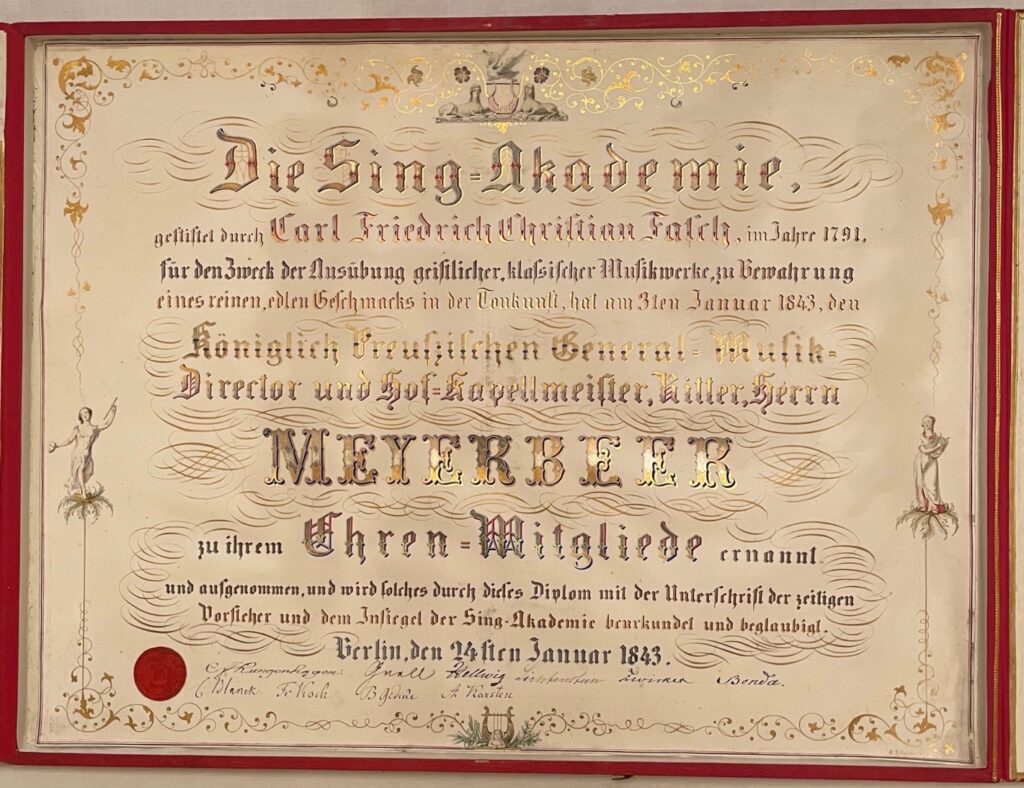 Die Sing=Akademie,
gestiftet durch Carl Friedrich Christian Fasch, im Jahre 1791,
für den Zweck der Ausübung geistlicher, klassischer Musikwerke, zu Bewahrung
eines reinen, edlen Geschmacks in der Tonkunst, hat am 3ten Januar 1843, den
Königlich Preußischen General=Musik=
Director und Hof=Kapellmeister, Ritter, Herrn
MEYERBEER
zu ihrem Ehren=Mitgliede ernannt
und aufgenommen, und wird solches durch dieses Diplom mit der Unterschrift der zeitigen
Vorsteher und dem Insiegel der Sing-Akademie beurkundet und beglaubigt.
Berlin, den 24sten Januar 1843.
Hellwig Lichtenstein
F. Koch A Karsten